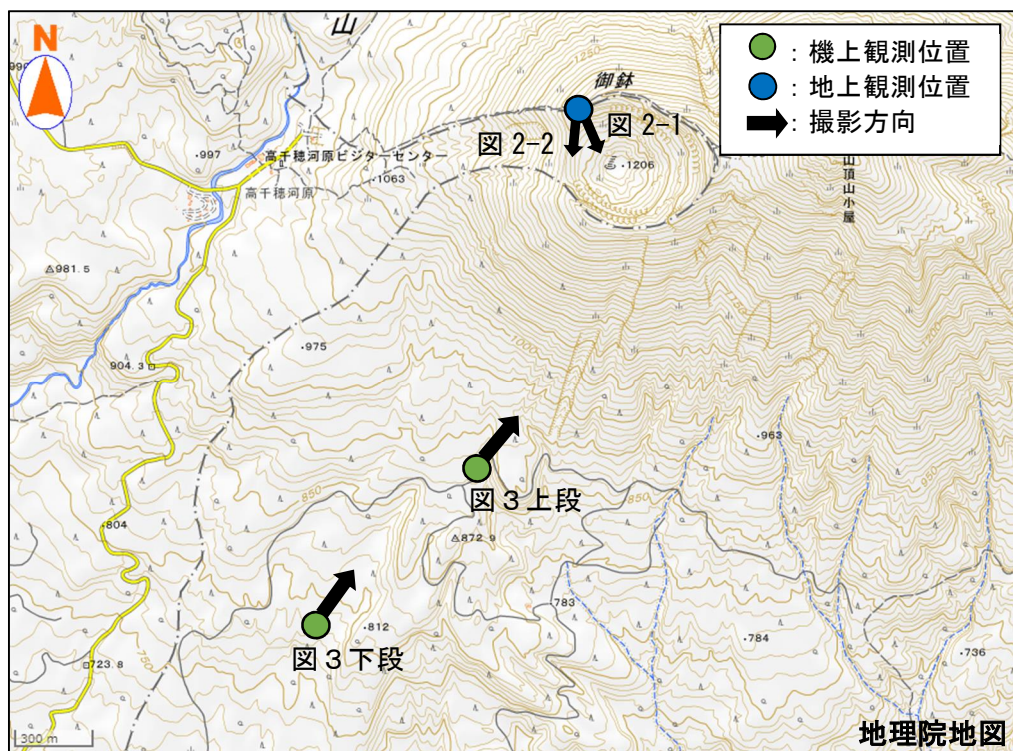 N
山
御鉢
：機上観測位置
：地上観測位置
：撮影方向
図 2-2
図 2-1
高千穂河原ビジターセンター
高千穂河原
・997
・1063
・1206
山頂山小屋
1250
△981.5
・975
904.3
1000
・963
850
図３上段
850
△872.9
・804
783
・784
・812
・736
図３下段
723.8
750
300 m
地理院地図